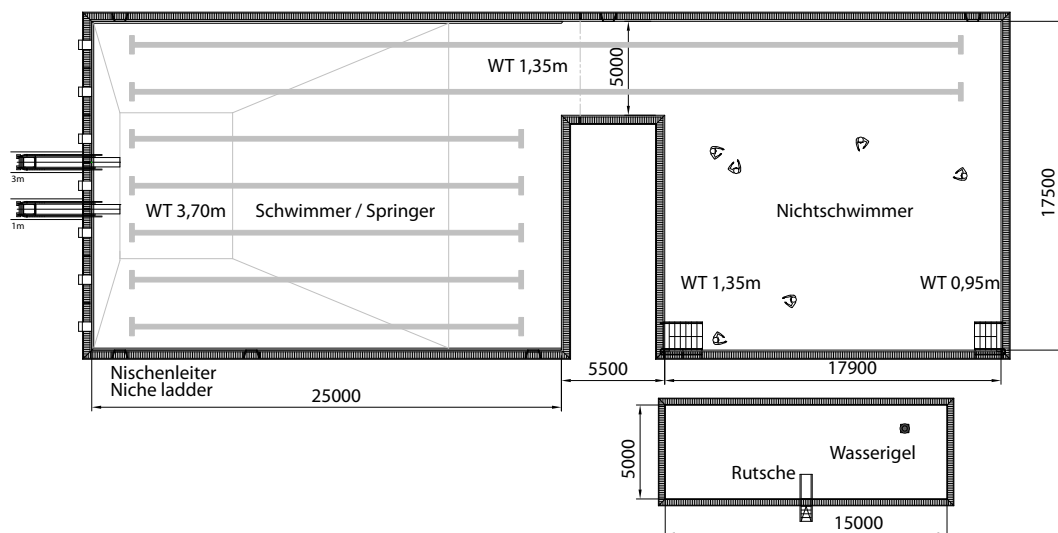 WT 1,35m
5000
3m
WT 3,70m
Schwimmer / Springer
Nichtschwimmer
17500
1m
WT 1,35m
WT 0,95m
Nischenleiter
Niche ladder
25000
5500
17900
5000
Wasserigel
Rutsche
15000